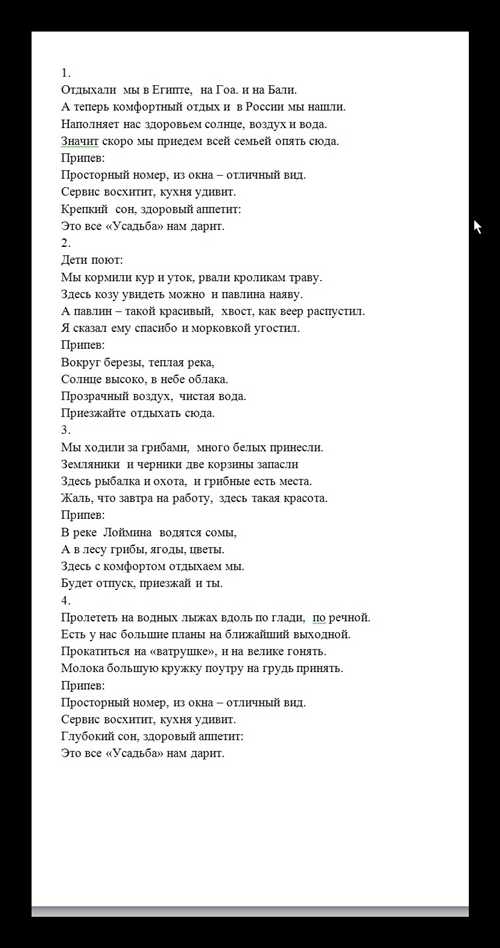 1.
Отдыхали мы в Египте, на Гоа. и на Бали.
А теперь комфортный отдых и в России мы нашли.
Наполняет нас здоровьем солнце, воздух и вода.
Значит скоро мы приедем всей семьей опять сюда.
Припев:
Просторный номер, из окна – отличный вид.
Сервис восхитит, кухня удивит.
Крепкий сон, здоровый аппетит:
Это все «Усадьба» нам дарит.
2.
Дети поют:
Мы кормили кур и уток, рвали кроликам траву.
Здесь козу увидеть можно и павлина наяву.
А павлин – такой красивый, хвост, как веер распустил.
Я сказал ему спасибо и морковкой угостил.
Припев:
Вокруг березы, теплая река,
Солнце высоко, в небе облака.
Прозрачный воздух, чистая вода.
Приезжайте отдыхать сюда.
3.
Мы ходили за грибами, много белых принесли.
Земляники и черники две корзины запасли
Здесь рыбалка и охота, и грибные есть места.
Жаль, что завтра на работу, здесь такая красота.
Припев:
В реке Лоймина водятся сомы,
А в лесу грибы, ягоды, цветы.
Здесь с комфортом отдыхаем мы.
Будет отпуск, приезжай и ты.
4.
Пролететь на водных лыжах вдоль по глади, по речной.
Есть у нас большие планы на ближайший выходной.
Прокатиться на «ватрушке», и на велике гонять.
Молока большую кружку поутру на грудь принять.
Припев:
Просторный номер, из окна – отличный вид.
Сервис восхитит, кухня удивит.
Глубокий сон, здоровый аппетит:
Это все «Усадьба» нам дарит.